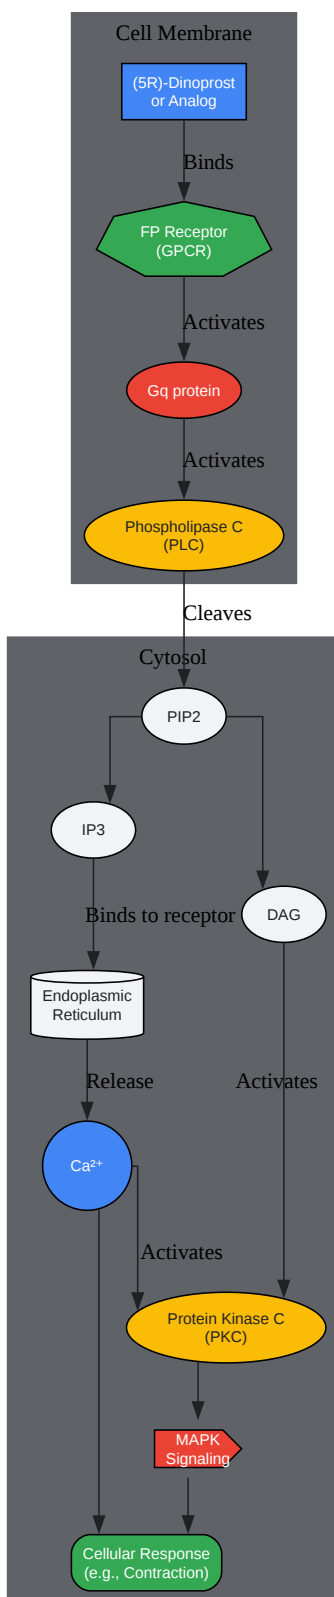 Cell Membrane
(5R)-Dinoprost
or Analog
Binds
FP Receptor
(GPCR)
Activates
Gq protein
Activates
Phospholipase C
(PLC)
Cleaves
Cytosol
PIP2
IP3
Binds to receptor
DAG
Endoplasmic
Reticulum
Release
Activates
Ca²⁺
Activates
Protein Kinase C
(PKC)
MAPK
Signaling
Cellular Response
(e.g., Contraction)